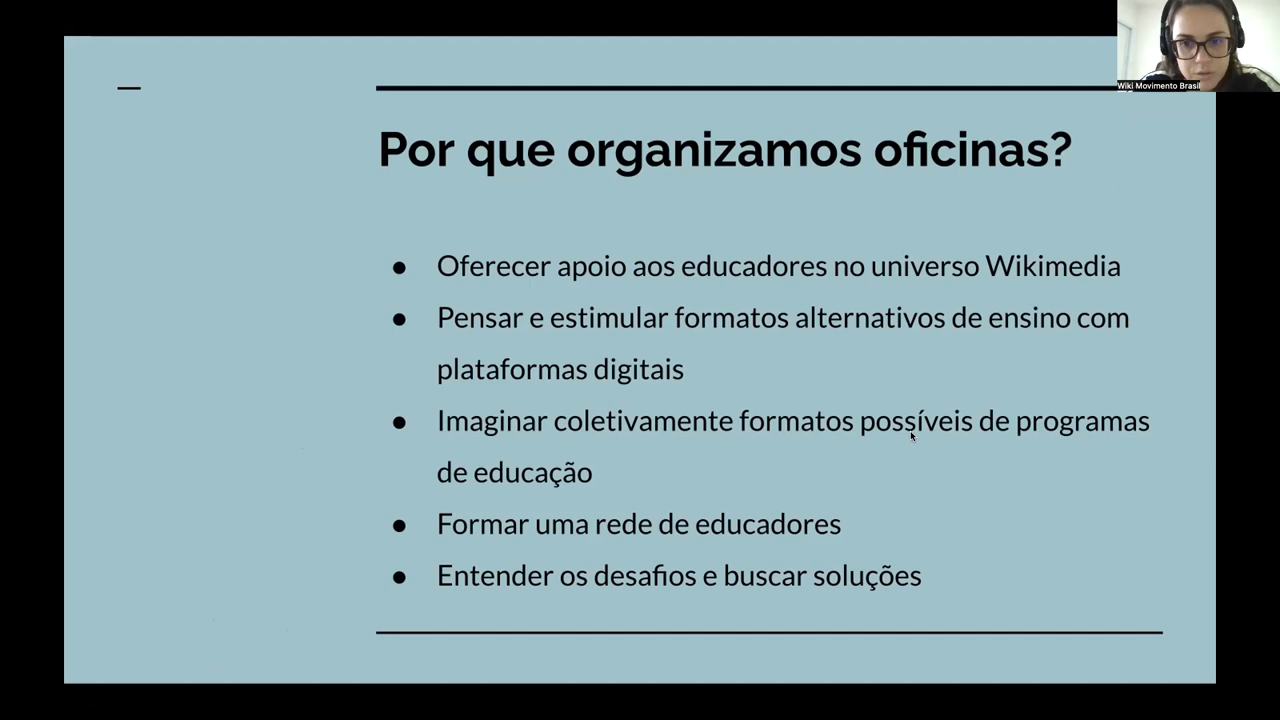 Wiki Movimento Brasil
Por que organizamos oficinas?
● Oferecer apoio aos educadores no universo Wikimedia
● Pensar e estimular formatos alternativos de ensino com
plataformas digitais
● Imaginar coletivamente formatos possíveis de programas
de educação
● Formar uma rede de educadores
● Entender os desafios e buscar soluções